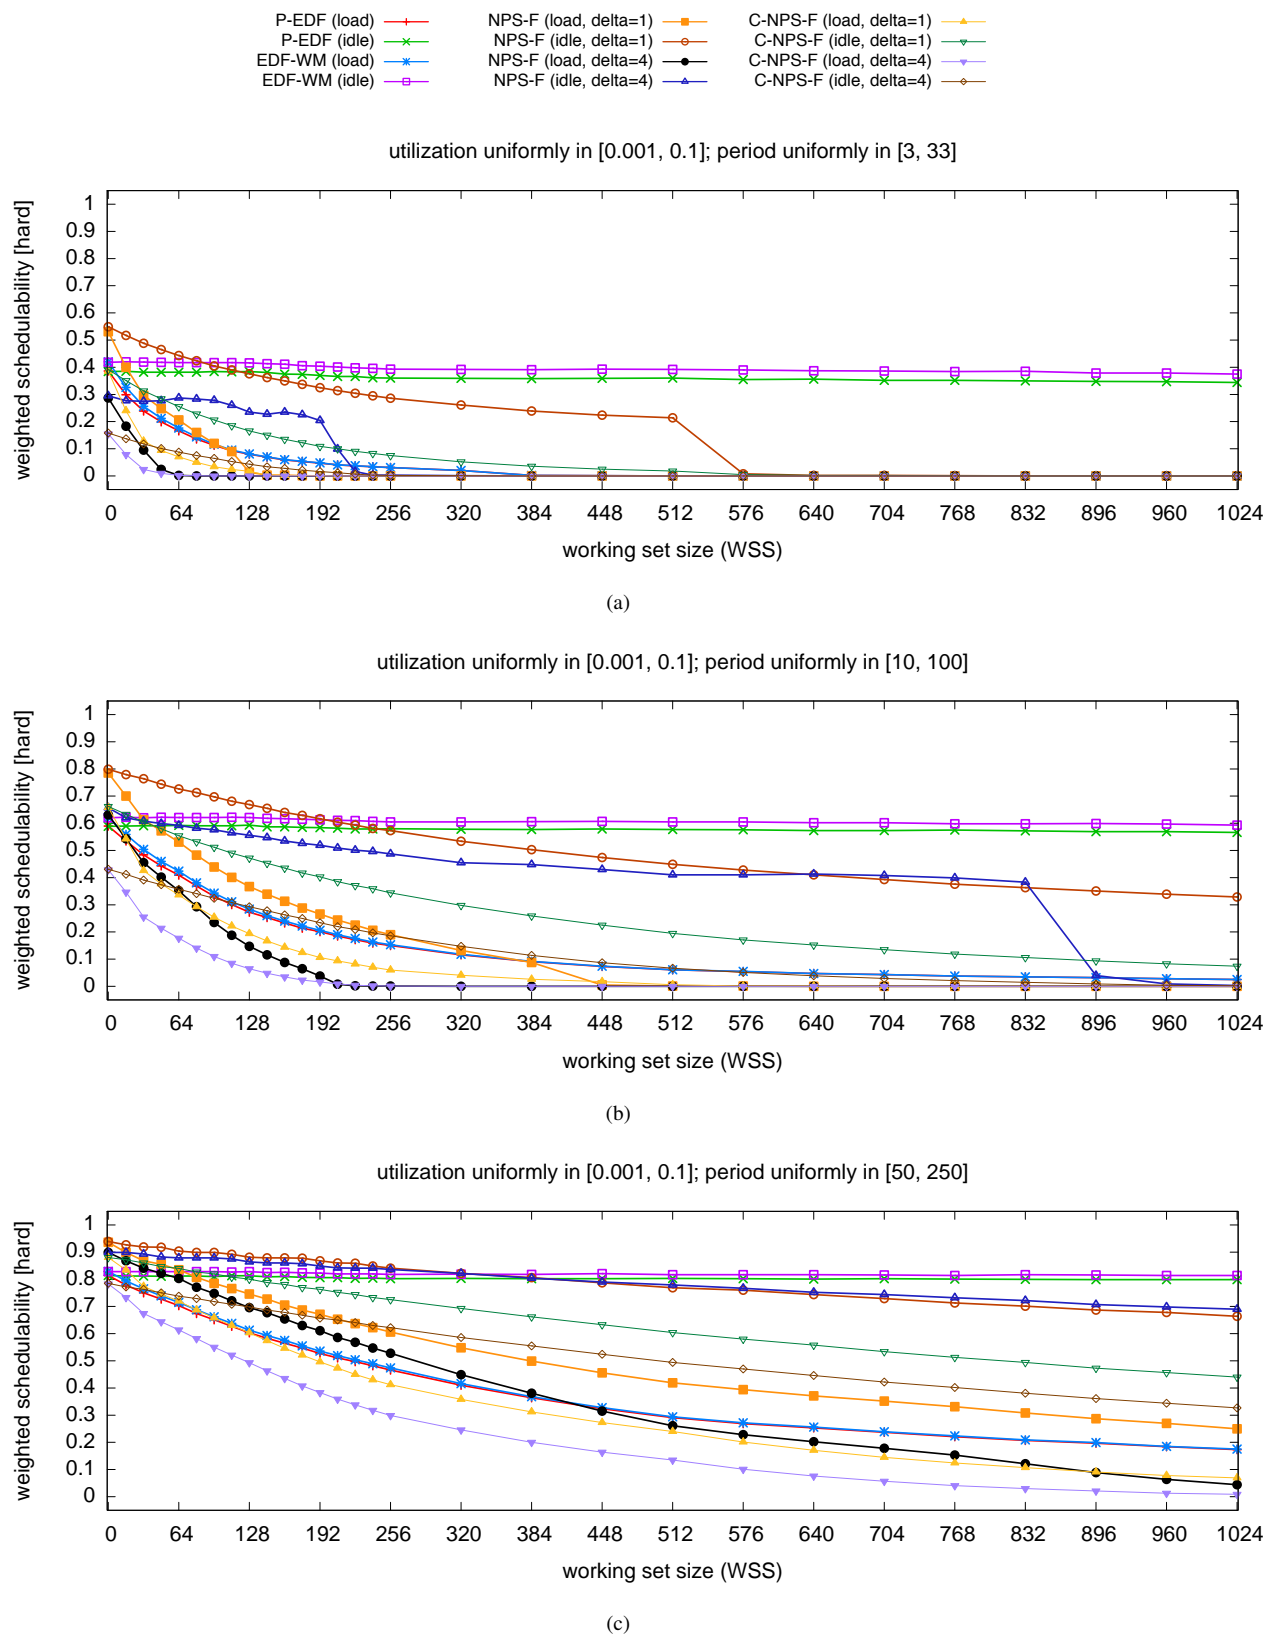 P-EDF (load)
P-EDF (idle)
EDF-WM (load)
EDF-WM (idle)
NPS-F (load, delta=1)
NPS-F (idle, delta=1)
NPS-F (load, delta=4)
NPS-F (idle, delta=4)
C-NPS-F (load, delta=1)
C-NPS-F (idle, delta=1)
C-NPS-F (load, delta=4)
C-NPS-F (idle, delta=4)
utilization uniformly in [0.001, 0.1]; period uniformly in [3, 33]
weighted schedulability [hard]
1
0.9
0.8
0.7
0.6
0.5
0.4
0.3
0.2
0.1
0
0 64 128 192 256 320 384 448 512 576 640 704 768 832 896 960 1024
working set size (WSS)
(a)
utilization uniformly in [0.001, 0.1]; period uniformly in [10, 100]
weighted schedulability [hard]
1
0.9
0.8
0.7
0.6
0.5
0.4
0.3
0.2
0.1
0
0 64 128 192 256 320 384 448 512 576 640 704 768 832 896 960 1024
working set size (WSS)
(b)
utilization uniformly in [0.001, 0.1]; period uniformly in [50, 250]
weighted schedulability [hard]
1
0.9
0.8
0.7
0.6
0.5
0.4
0.3
0.2
0.1
0
0 64 128 192 256 320 384 448 512 576 640 704 768 832 896 960 1024
working set size (WSS)
(c)